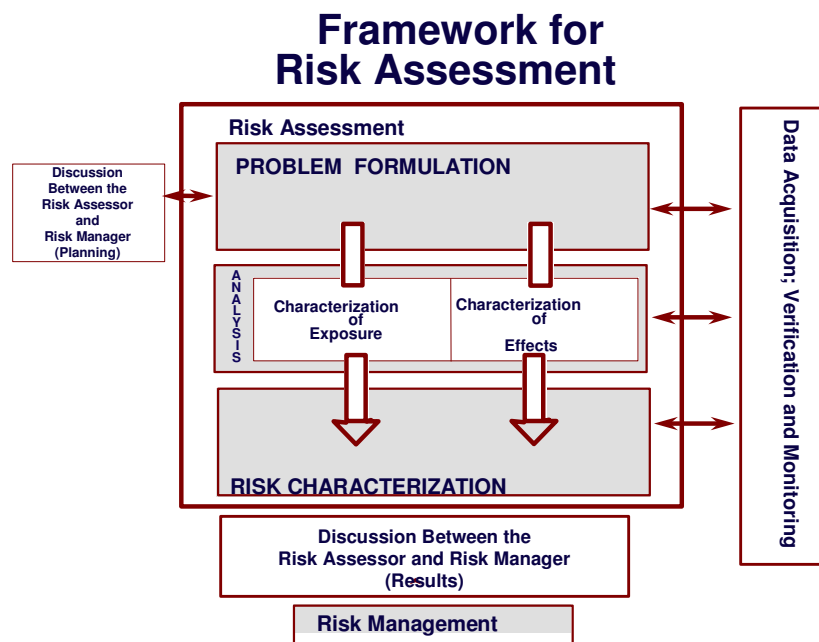 Framework for
Risk Assessment
Risk Assessment
PROBLEM FORMULATION
Discussion
Between the
Risk Assessor
and
Risk Manager
(Planning)
ANALYSIS
Characterization
of
Exposure
Characterization
of
Effects
RISK CHARACTERIZATION
Data Acquisition; Verification and Monitoring
Discussion Between the
Risk Assessor and Risk Manager
(Results)
Risk Management